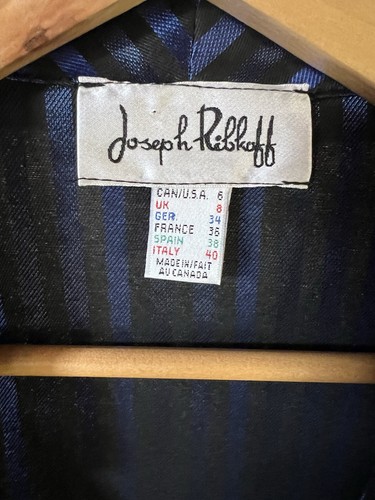 Joseph Ribkoff
CAN/U.S.A. 6
UK 8
GER. 34
FRANCE 36
SPAIN 38
ITALY 40
MADE IN/FAIT
AU CANADA